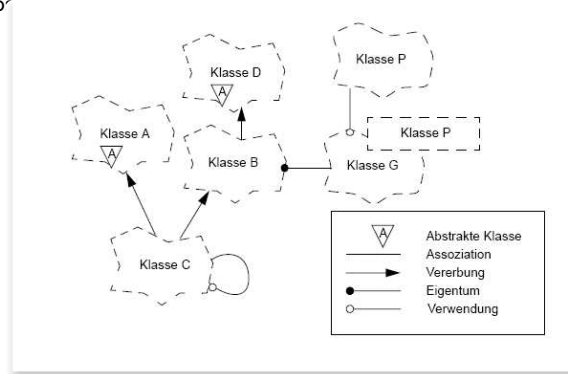 Klasse P
Klasse D
A
Klasse A
A
Klasse P
Klasse B
Klasse G
Klasse C
A
Abstrakte Klasse
Assoziation
Vererbung
Eigentum
Verwendung